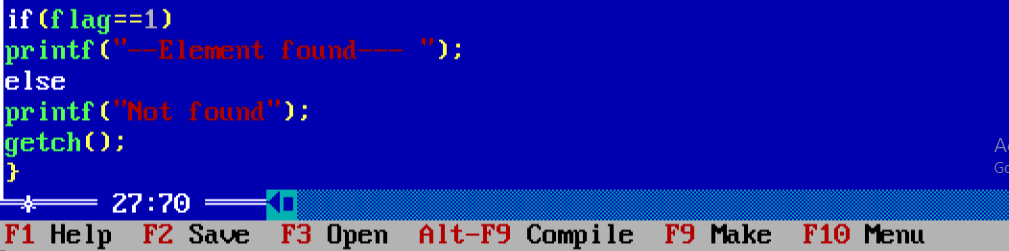 if(flag==1)
printf("--Element found--- ");
else
printf("Not found");
getch();
}
27:70
F1 Help F2 Save F3 Open Alt-F9 Compile F9 Make F10 Menu